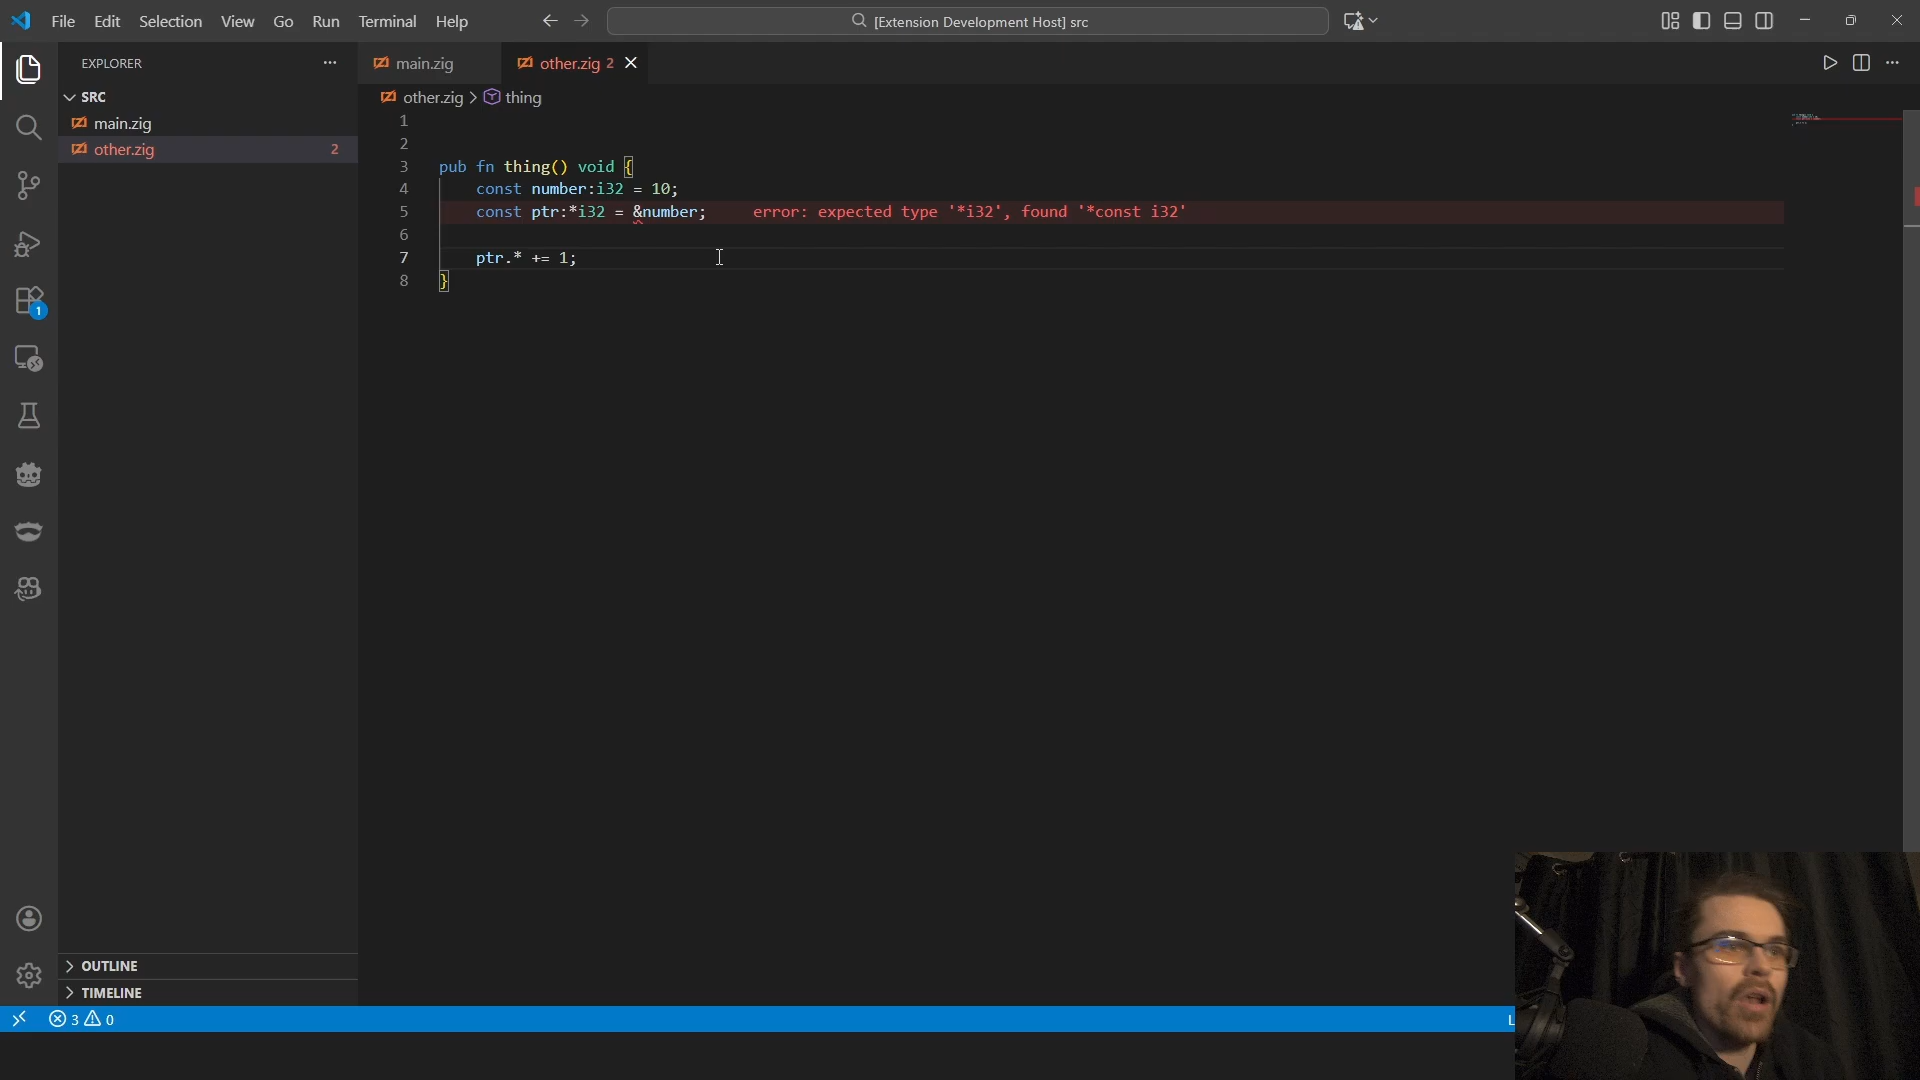 File Edit Selection View Go Run Terminal Help
[Extension Development Host] src
EXPLORER
SRC
main.zig
other.zig 2
1
main.zig
other.zig 2
other.zig > thing
1
2
3 pub fn thing() void {
4 const number:i32 = 10;
5 const ptr:*i32 = &number; error: expected type '*i32', found '*const i32'
6
7 ptr.* += 1;
8 }
OUTLINE
TIMELINE
3 0
L